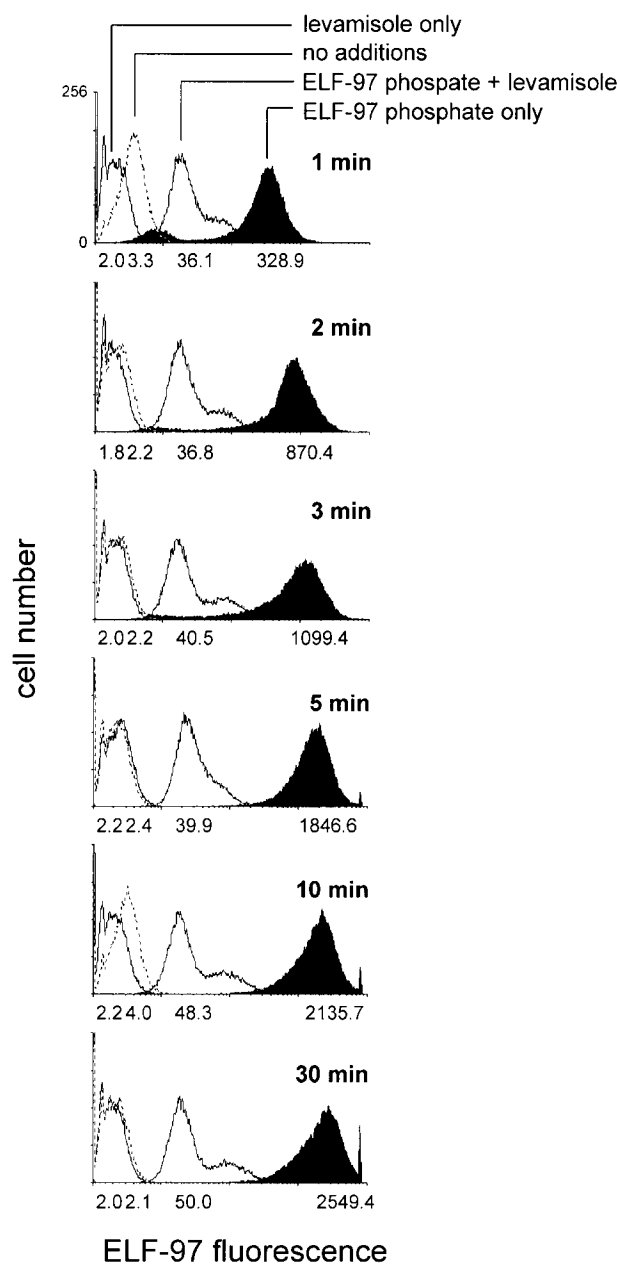 levamisole only
no additions
ELF-97 phospate + levamisole
ELF-97 phosphate only
256
1 min
0
2.0 3.3 36.1 328.9
2 min
1.8 2.2 36.8 870.4
3 min
2.0 2.2 40.5 1099.4
cell number
5 min
2.2 2.4 39.9 1846.6
10 min
2.2 4.0 48.3 2135.7
30 min
2.0 2.1 50.0 2549.4
ELF-97 fluorescence